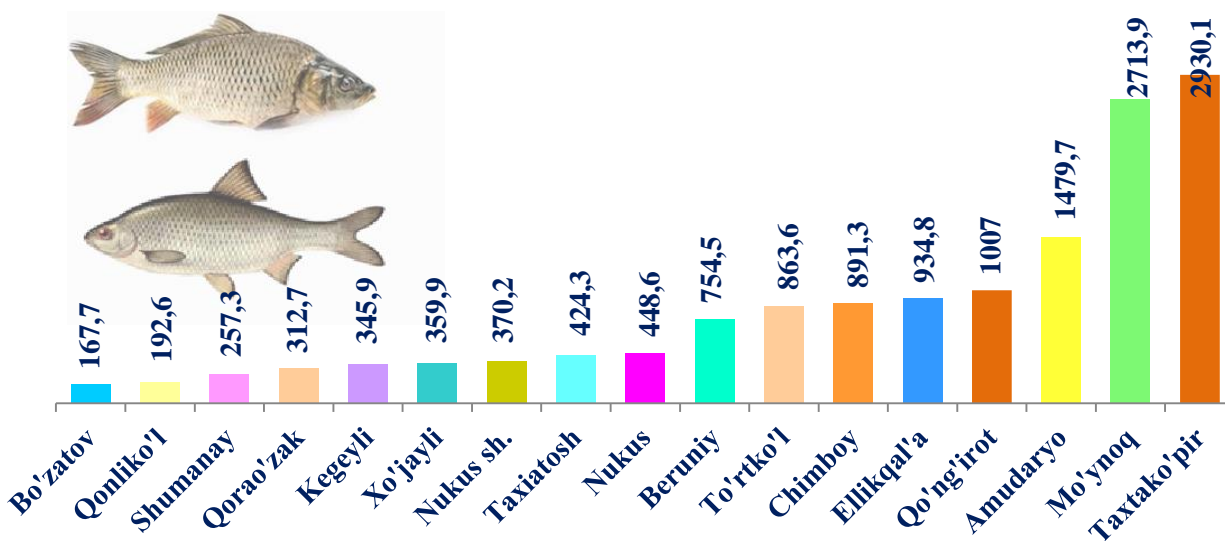 167,7
192,6
257,3
312,7
345,9
359,9
370,2
424,3
448,6
754,5
863,6
891,3
934,8
1007
1479,7
2713,9
2930,1
Bo'zatov
Qonliko'l
Shumanay
Qorao'zak
Kegeyli
Xo'jayli
Nukus sh.
Taxiatosh
Nukus
Beruniy
To'rtko'l
Chimboy
Ellikqal'a
Qo'ng'irot
Amudaryo
Mo'ynoq
Taxtako'pir